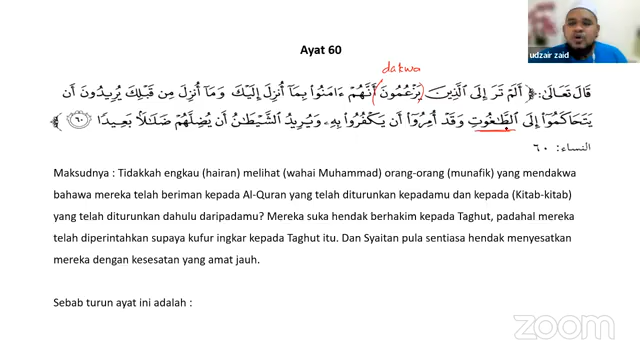 udzair zaid
Ayat 60
dakwa
قَالَ تَعَالَىٰ: ﴿ أَلَمْ تَرَ إِلَى ٱلَّذِينَ يَزْعُمُونَ أَنَّهُمْ ءَامَنُوا۟ بِمَآ أُنزِلَ إِلَيْكَ وَمَآ أُنزِلَ مِن قَبْلِكَ يُرِيدُونَ أَن
يَتَحَاكَمُوٓا۟ إِلَى ٱلطَّٰغُوتِ وَقَدْ أُمِرُوٓا۟ أَن يَكْفُرُوا۟ بِهِۦ وَيُرِيدُ ٱلشَّيْطَٰنُ أَن يُضِلَّهُمْ ضَلَٰلًۢا بَعِيدًا ٦٠ ﴾
النساء: ٦٠
Maksudnya : Tidakkah engkau (hairan) melihat (wahai Muhammad) orang-orang (munafik) yang mendakwa
bahawa mereka telah beriman kepada Al-Quran yang telah diturunkan kepadamu dan kepada (Kitab-kitab)
yang telah diturunkan dahulu daripadamu? Mereka suka hendak berhakim kepada Taghut, padahal mereka
telah diperintahkan supaya kufur ingkar kepada Taghut itu. Dan Syaitan pula sentiasa hendak menyesatkan
mereka dengan kesesatan yang amat jauh.
Sebab turun ayat ini adalah :
zoom